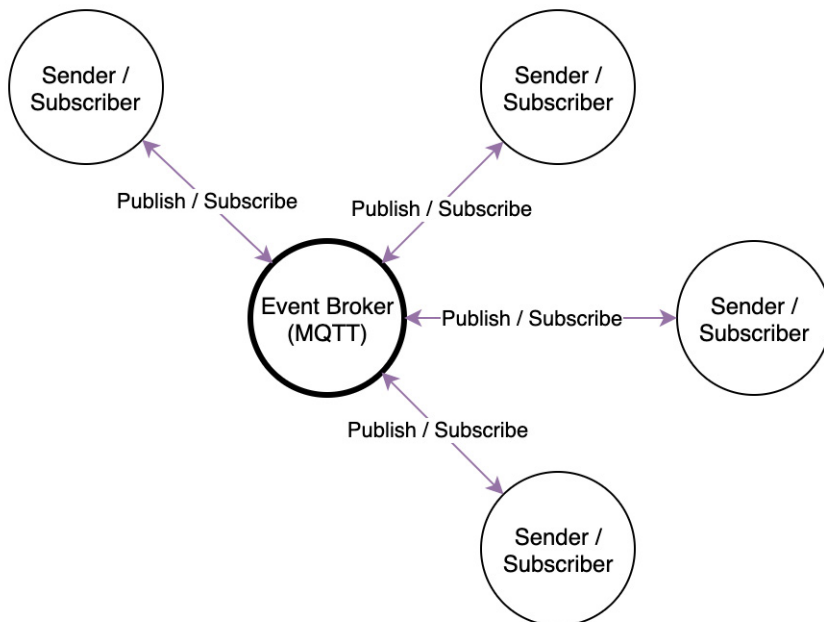 Sender /
Subscriber
Sender /
Subscriber
Publish / Subscribe
Publish / Subscribe
Event Broker
(MQTT)
Publish / Subscribe
Sender /
Subscriber
Publish / Subscribe
Sender /
Subscriber